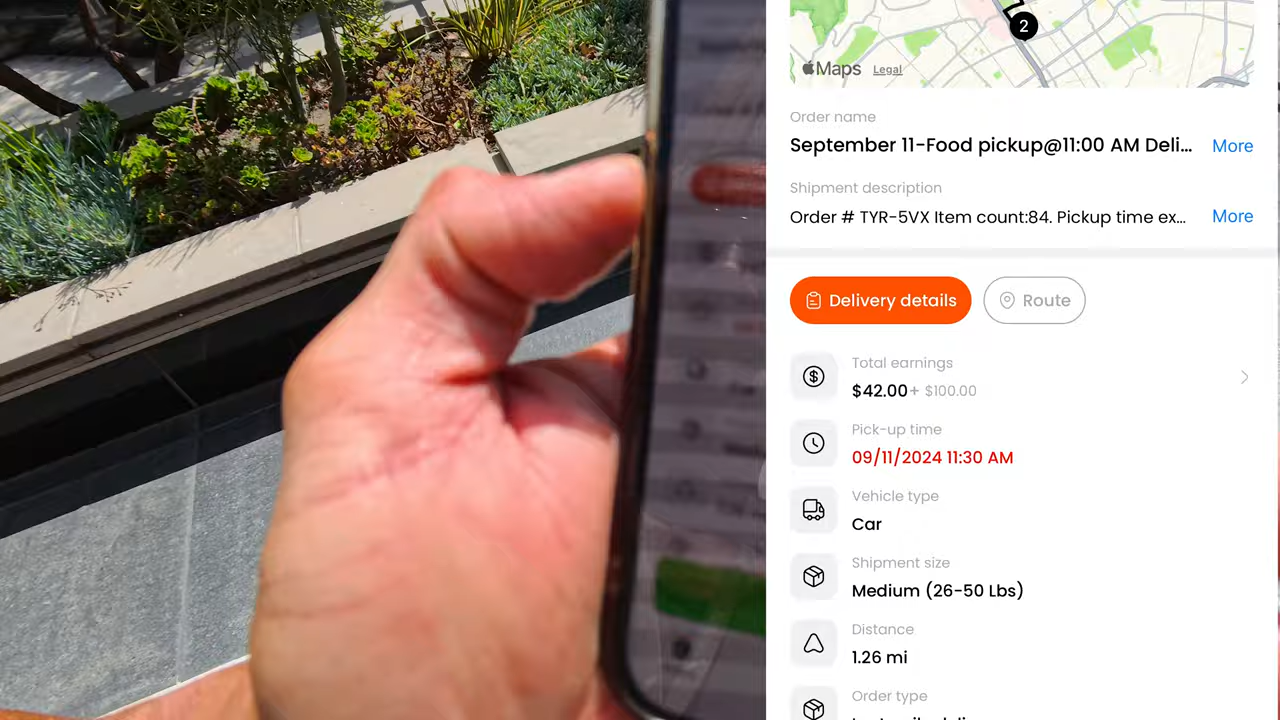 2
Maps Legal
Order name
September 11-Food pickup@11:00 AM Deli... More
Shipment description
Order # TYR-5VX Item count:84. Pickup time ex... More
Delivery details Route
Total earnings
$42.00+ $100.00
Pick-up time
09/11/2024 11:30 AM
Vehicle type
Car
Shipment size
Medium (26-50 Lbs)
Distance
1.26 mi
Order type